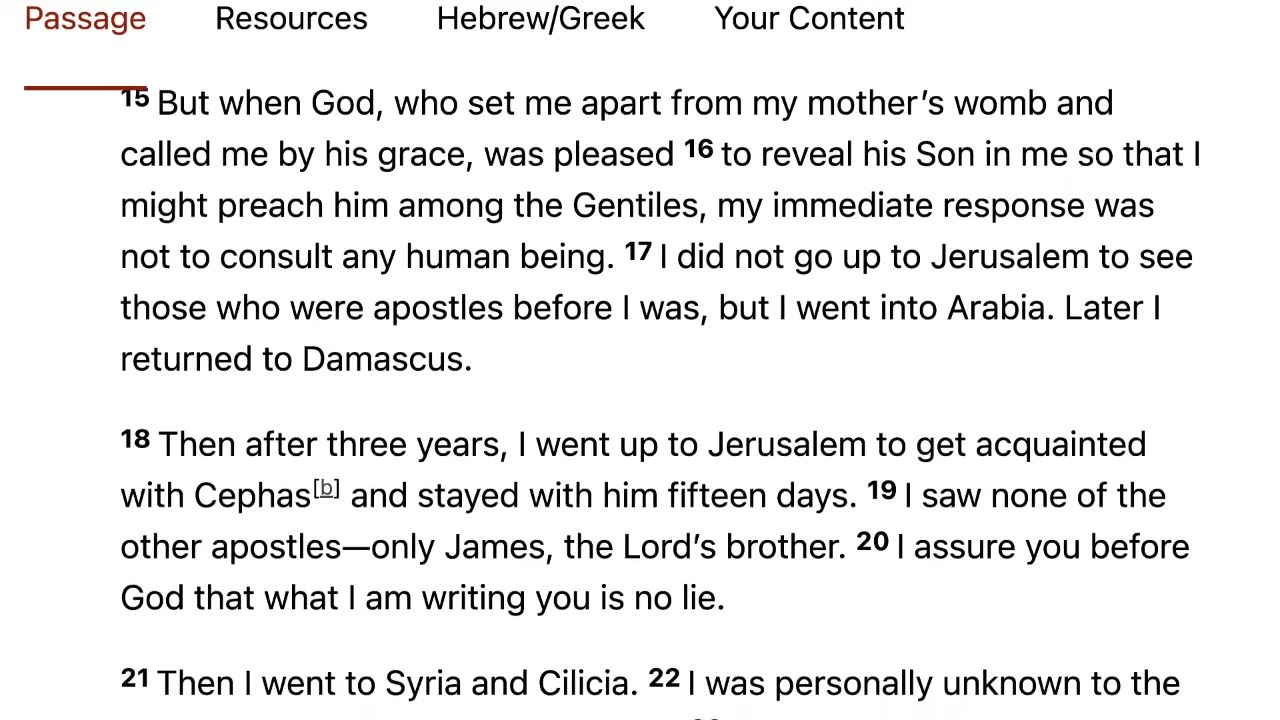 Passage Resources Hebrew/Greek Your Content
15 But when God, who set me apart from my mother’s womb and
called me by his grace, was pleased 16 to reveal his Son in me so that I
might preach him among the Gentiles, my immediate response was
not to consult any human being. 17 I did not go up to Jerusalem to see
those who were apostles before I was, but I went into Arabia. Later I
returned to Damascus.
18 Then after three years, I went up to Jerusalem to get acquainted
with Cephas[b] and stayed with him fifteen days. 19 I saw none of the
other apostles—only James, the Lord’s brother. 20 I assure you before
God that what I am writing you is no lie.
21 Then I went to Syria and Cilicia. 22 I was personally unknown to the